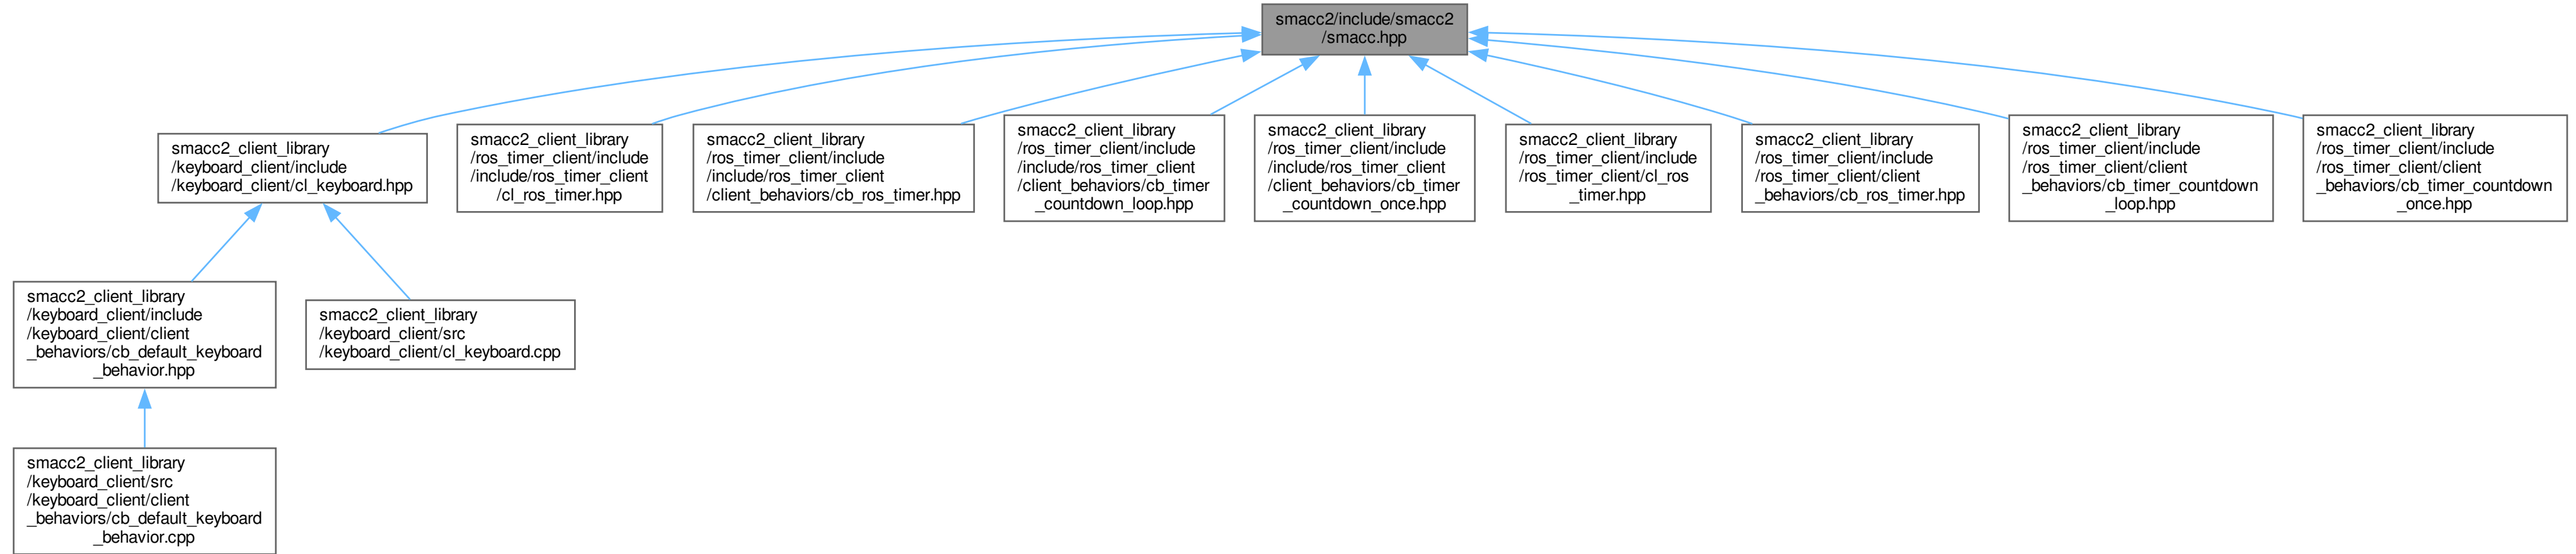 smacc2/include/smacc2
/smacc.hpp
smacc2_client_library
/keyboard_client/include
/keyboard_client/cl_keyboard.hpp
smacc2_client_library
/ros_timer_client/include
/include/ros_timer_client
/cl_ros_timer.hpp
smacc2_client_library
/ros_timer_client/include
/include/ros_timer_client
/client_behaviors/cb_ros_timer.hpp
smacc2_client_library
/ros_timer_client/include
/include/ros_timer_client
/client_behaviors/cb_timer
_countdown_loop.hpp
smacc2_client_library
/ros_timer_client/include
/include/ros_timer_client
/client_behaviors/cb_timer
_countdown_once.hpp
smacc2_client_library
/ros_timer_client/include
/ros_timer_client/cl_ros
_timer.hpp
smacc2_client_library
/ros_timer_client/include
/ros_timer_client/client
_behaviors/cb_ros_timer.hpp
smacc2_client_library
/ros_timer_client/include
/ros_timer_client/client
_behaviors/cb_timer_countdown
_loop.hpp
smacc2_client_library
/ros_timer_client/include
/ros_timer_client/client
_behaviors/cb_timer_countdown
_once.hpp
smacc2_client_library
/keyboard_client/include
/keyboard_client/client
_behaviors/cb_default_keyboard
_behavior.hpp
smacc2_client_library
/keyboard_client/src
/keyboard_client/cl_keyboard.cpp
smacc2_client_library
/keyboard_client/src
/keyboard_client/client
_behaviors/cb_default_keyboard
_behavior.cpp